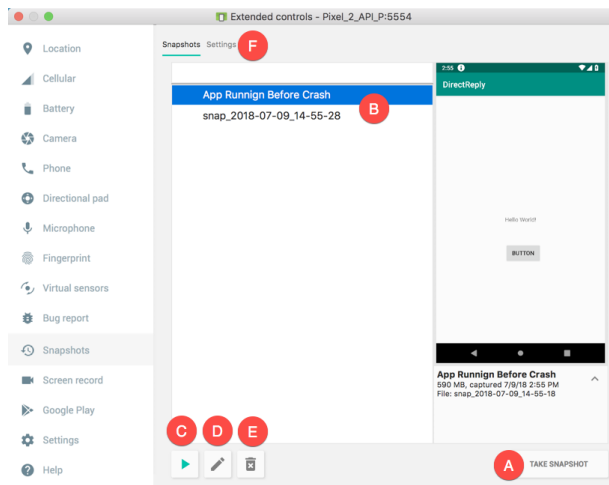 Extended controls - Pixel_2_API_P:5554
Location
Cellular
Battery
Camera
Phone
Directional pad
Microphone
Fingerprint
Virtual sensors
Bug report
Snapshots
Screen record
Google Play
Settings
Help
Snapshots Settings F
App Runnign Before Crash
B
snap_2018-07-09_14-55-28
2:55
DirectReply
Hello World!
BUTTON
App Runnign Before Crash
590 MB, captured 7/9/18 2:55 PM
File: snap_2018-07-09_14-55-18
C D E
A TAKE SNAPSHOT